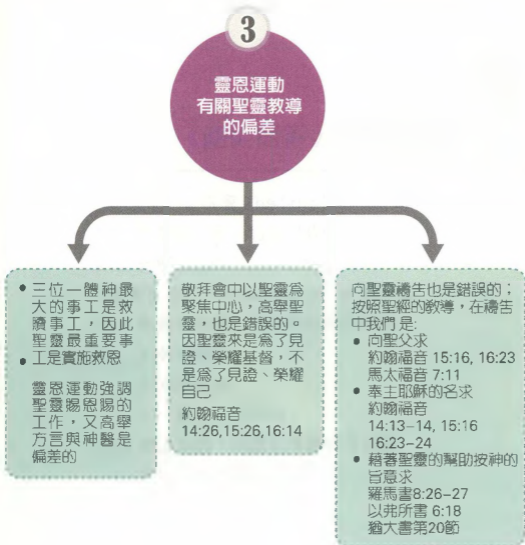 3
靈恩運動
有關聖靈教導
的偏差
• 三位一體神最
大的事工是救
贖事工，因此
聖靈最重要事
• 工是實施救恩
靈恩運動強調
聖靈賜恩賜的
工作，又高舉
方言與神醫是
偏差的
敬拜會中以聖靈為
聚焦中心，高舉聖
靈，也是錯誤的。
因聖靈來是為了見
證、榮耀基督，不
是為了見證、榮耀
自己
約翰福音
14:26,15:26,16:14
向聖靈禱告也是錯誤的；
按照聖經的教導，在禱告
中我們是:
• 向聖父求
約翰福音 15:16, 16:23
馬太福音 7:11
• 奉主耶穌的名求
約翰福音
14:13–14, 15:16
16:23–24
• 藉著聖靈的幫助按神的
旨意求
羅馬書8:26–27
以弗所書 6:18
猶大書第20節